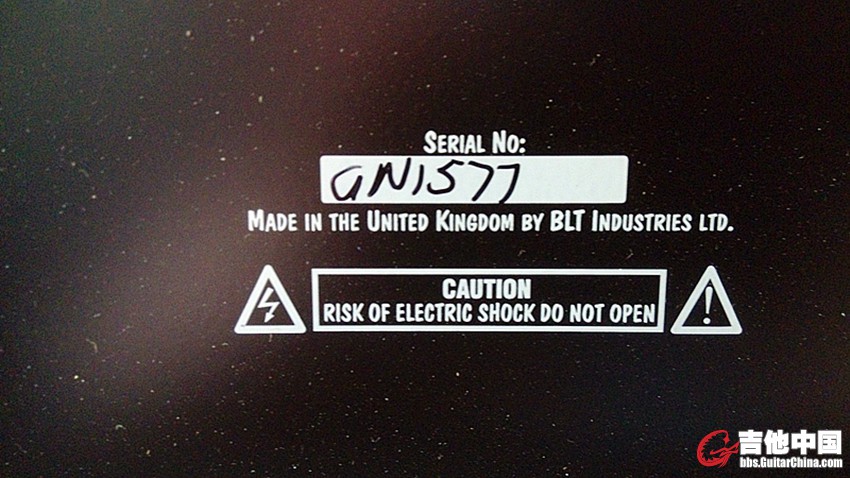 SERIAL NO:
GN1577
MADE IN THE UNITED KINGDOM BY BLT INDUSTRIES LTD.
CAUTION
RISK OF ELECTRIC SHOCK DO NOT OPEN
吉他中国
bbs.GuitarChina.com